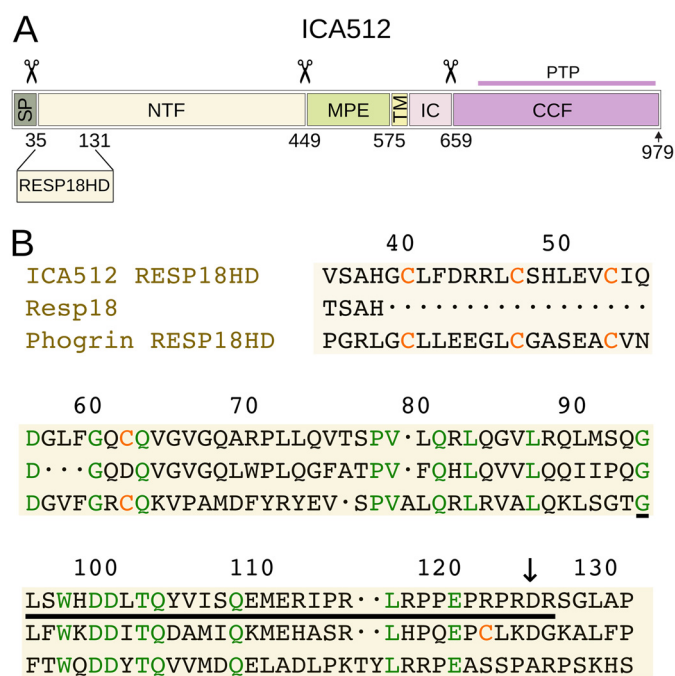 A
ICA512
PTP
SP NTF MPE TM IC CCF
35 131 449 575 659 979
RESP18HD
B
40 50
ICA512 RESP18HD VSAHGCLFDRRLCSHLEVCIQ
Resp18 TSAH·················
Phogrin RESP18HD PGRLGCLLEEGLCGASEACVN
60 70 80 90
DGLFGQCQVGVGQARPLLQVTSPV·LQRLQGVLRQLMSQG
D···GQDQVGVGQLWPLQGFATPV·FQHLQVVLQQIIPQG
DGVFGRCQKVPAMDFYRYEV·SPVALQRLRVALQKLSGTG
100 110 120 130
LSWHDDLTQYVISQEMERIPR··LRPPEPRPRDRSGLAP
LFWKDDITQDAMIQKMEHASR··LHPQEPCLKDGKALFP
FTWQDDYTQVVMDQELADLPKTYLRRPEASSPARPSKHS